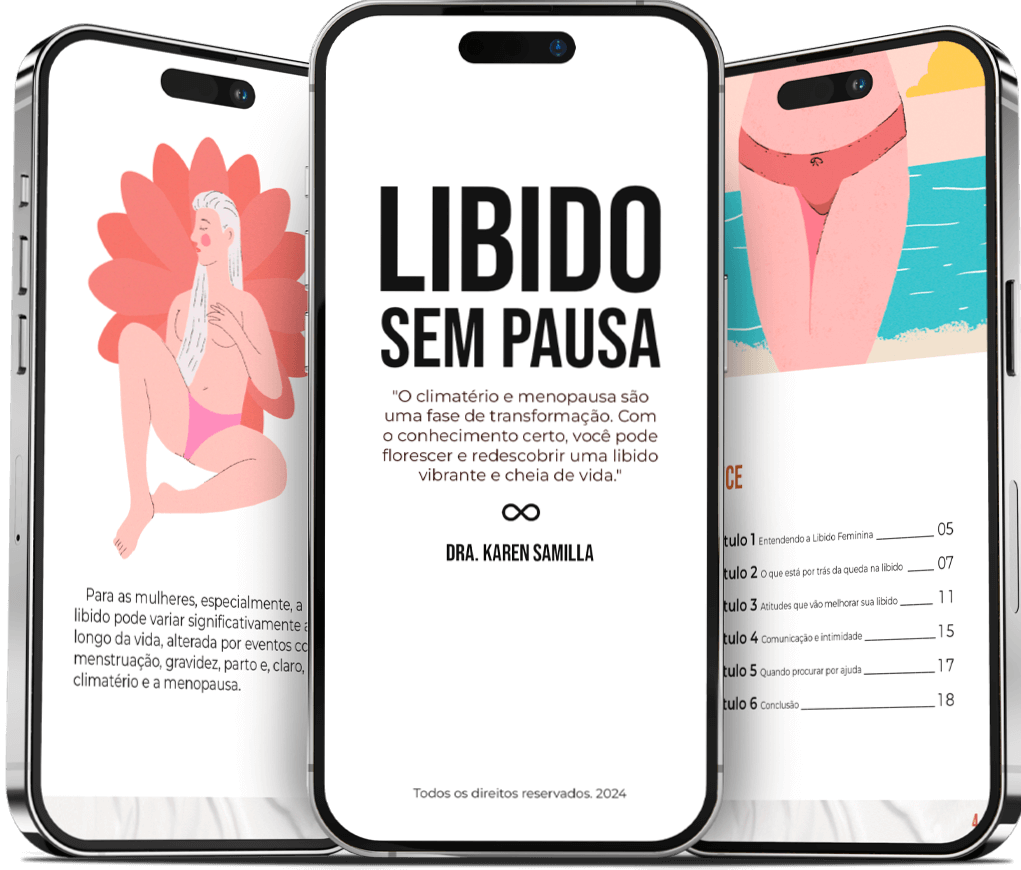 Para as mulheres, especialmente, a
libido pode variar significativamente
longo da vida, alterada por eventos
menstruação, gravidez, parto e, claro,
climatério e a menopausa.
LIBIDO
SEM PAUSA
"O climatério e menopausa são
uma fase de transformação. Com
o conhecimento certo, você pode
florescer e redescobrir uma libido
vibrante e cheia de vida."
DRA. KAREN SAMILLA
Todos os direitos reservados. 2024
CE
tulo 1 Entendendo a Libido Feminina 05
tulo 2 O que está por trás da queda na libido 07
tulo 3 Atitudes que vão melhorar sua libido 11
tulo 4 Comunicação e intimidade 15
tulo 5 Quando procurar por ajuda 17
tulo 6 Conclusão 18
4